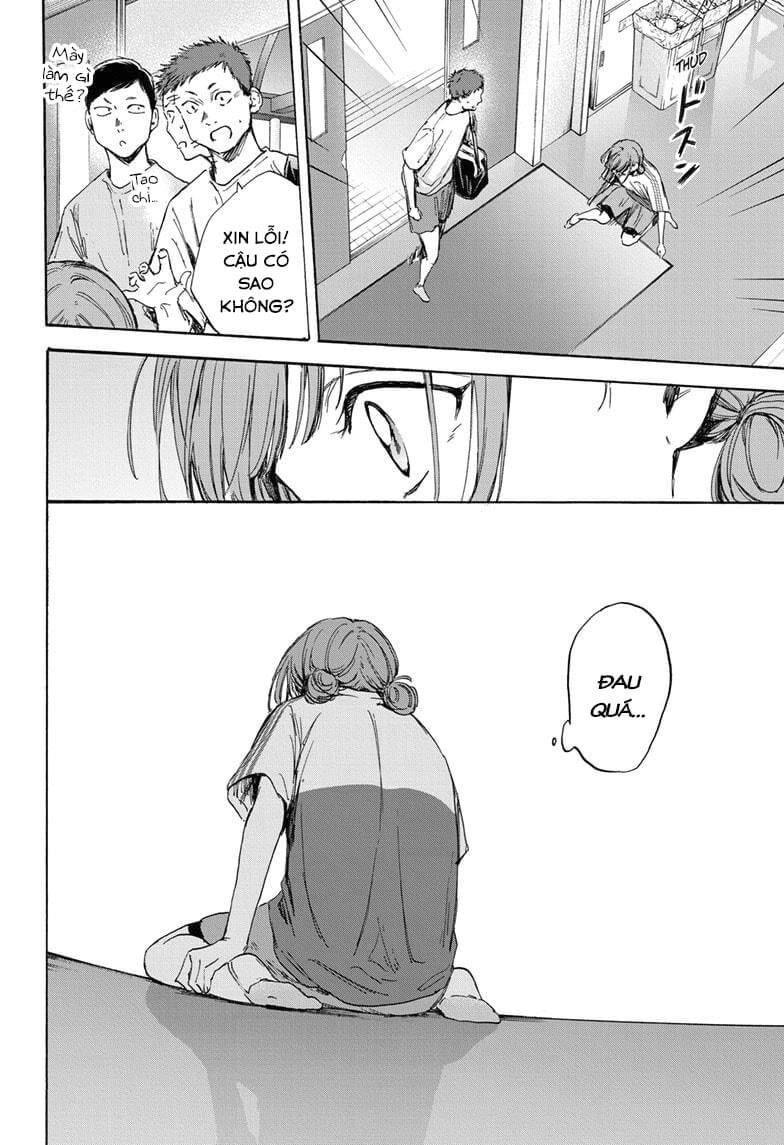 THUD
ドスン
Mày
làm gì
thế?
Tao
chỉ...
XIN LỖI!
CẬU CÓ
SAO
KHÔNG?
ĐAU
QUÁ...